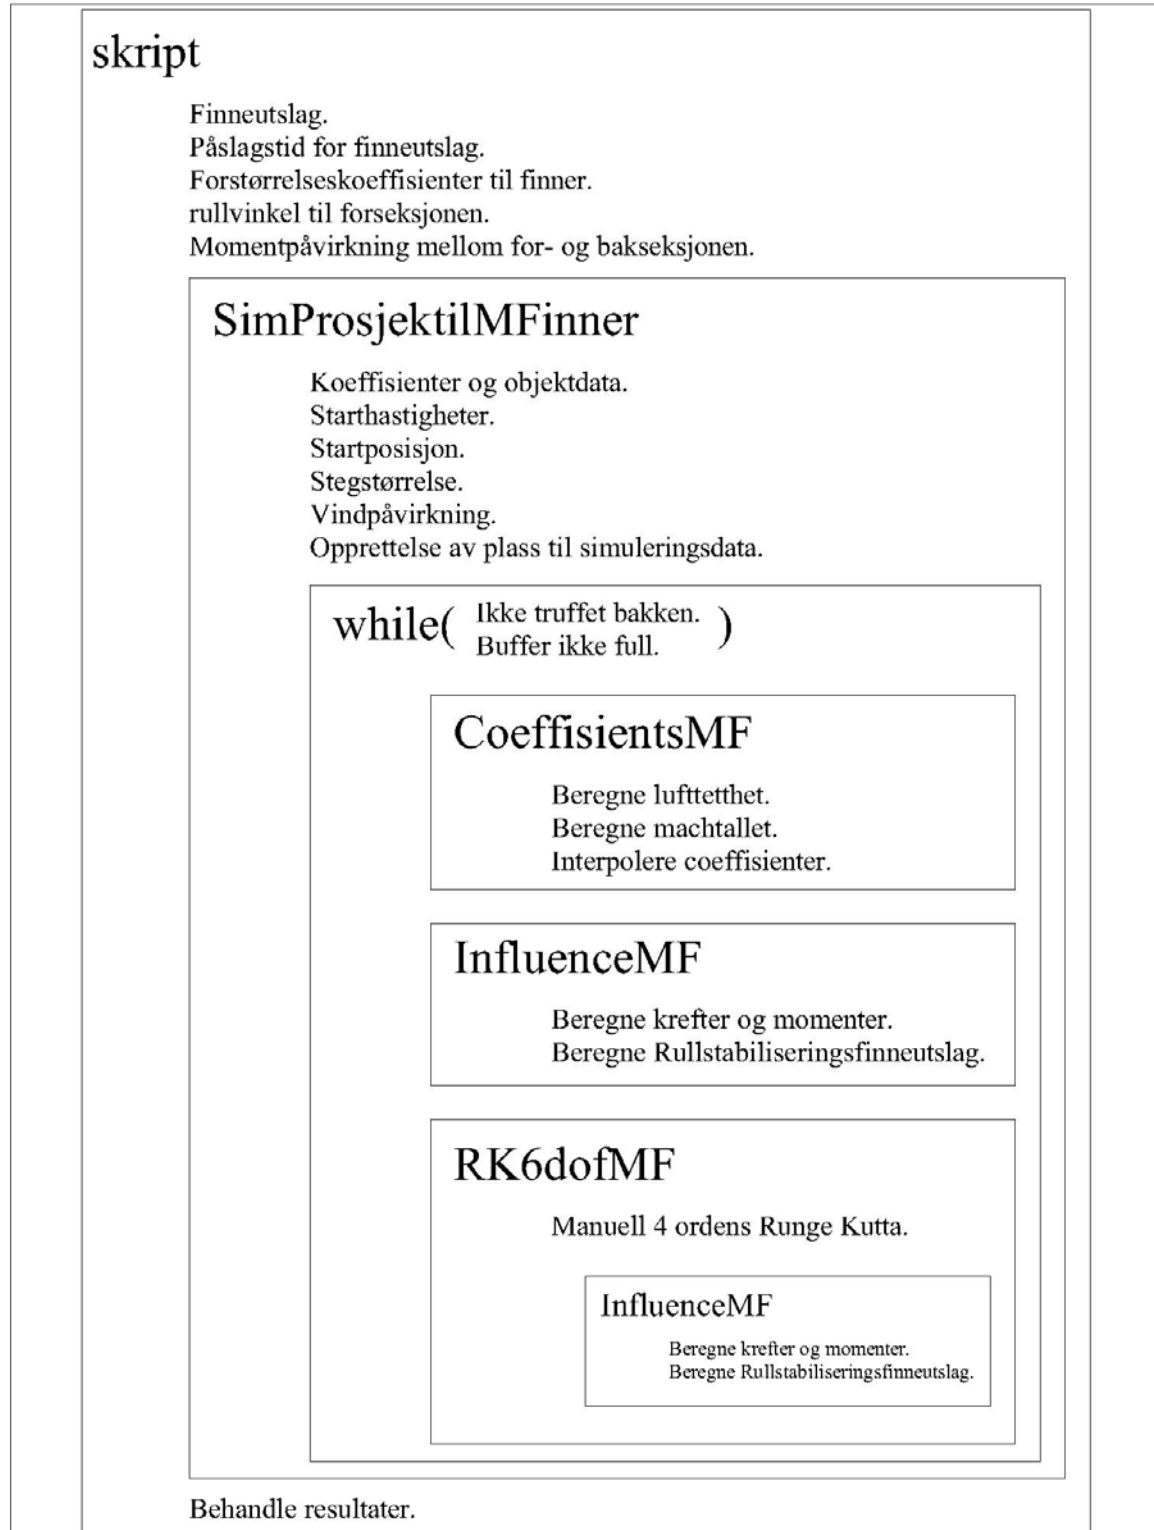 skript
Finneutslag.
Påslagstid for finneutslag.
Forstørrelseskoeffisienter til finner.
rullvinkel til forseksjonen.
Momentpåvirkning mellom for- og bakseksjonen.
SimProsjektilMFinner
Koeffisienter og objektdata.
Starthastigheter.
Startposisjon.
Stegstørrelse.
Vindpåvirkning.
Opprettelse av plass til simuleringsdata.
while( Ikke truffet bakken. )
Buffer ikke full.
CoeffisientsMF
Beregne lufttetthet.
Beregne machtallet.
Interpolere coeffisienter.
InfluenceMF
Beregne krefter og momenter.
Beregne Rullstabiliseringsfinneutslag.
RK6dofMF
Manuell 4 ordens Runge Kutta.
InfluenceMF
Beregne krefter og momenter.
Beregne Rullstabiliseringsfinneutslag.
Behandle resultater.